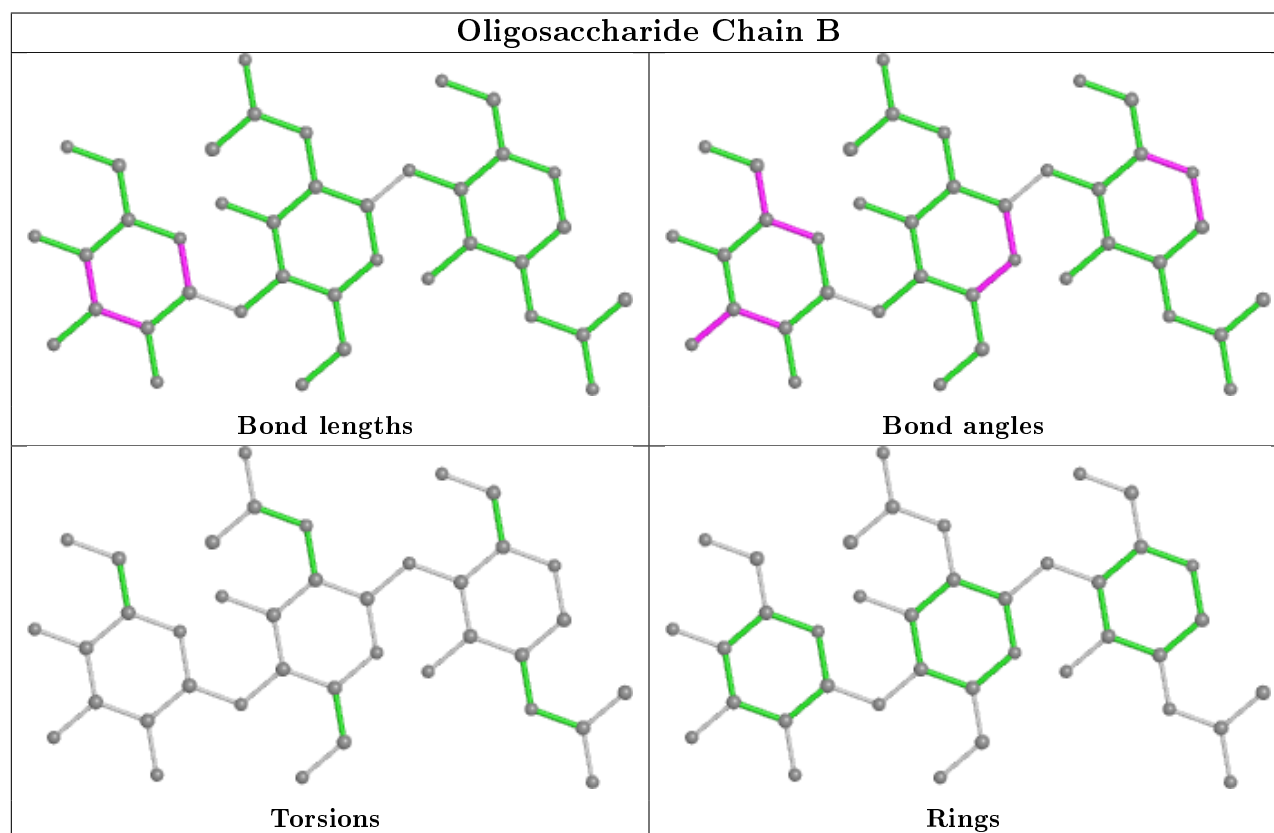 Oligosaccharide Chain B
Bond lengths
Bond angles
Torsions
Rings